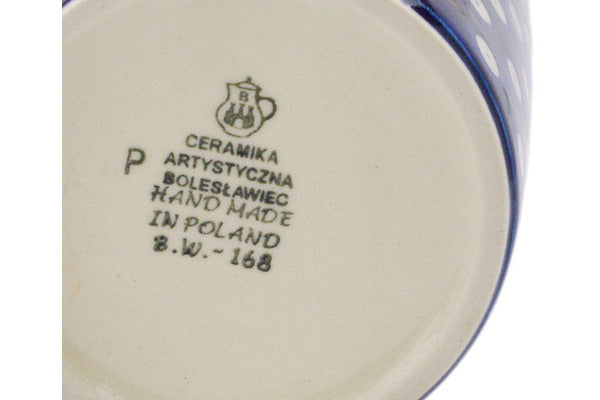 B
CERAMIKA
P ARTYSTYCZNA
BOLESŁAWIEC
HAND MADE
IN POLAND
B.W.-168